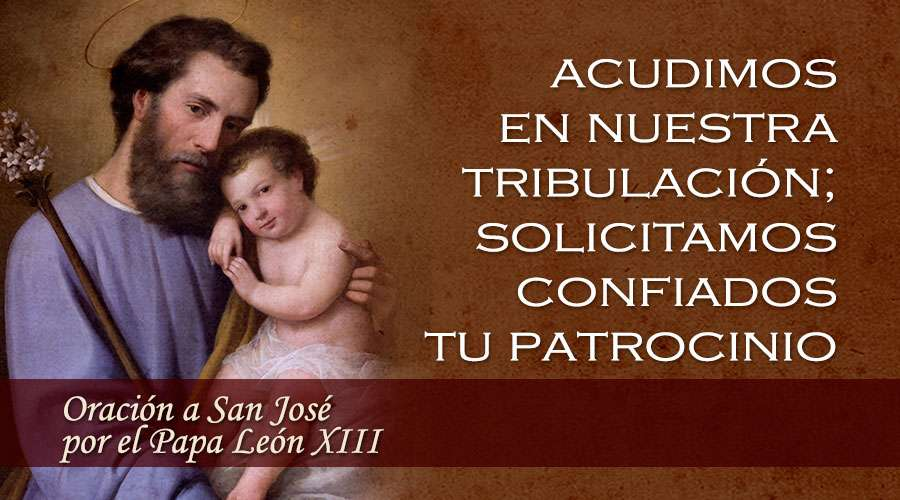 ACUDIMOS
EN NUESTRA
TRIBULACIÓN;
SOLICITAMOS
CONFIADOS
TU PATROCINIO
Oración a San José
por el Papa León XIII